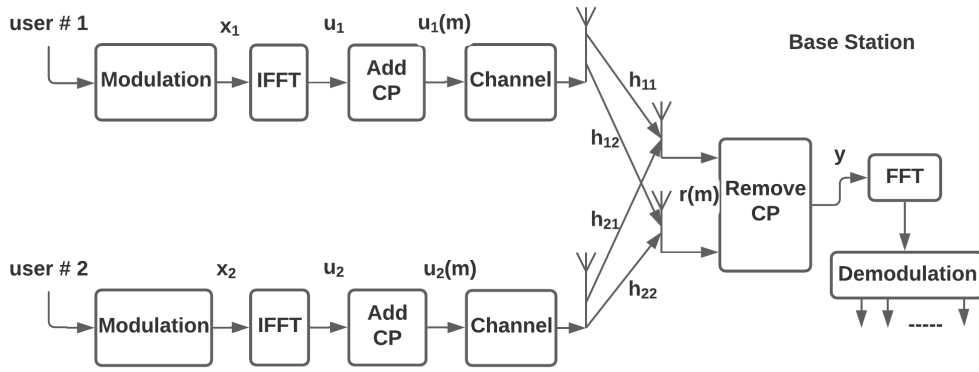 user # 1
x1
u1
u1(m)
Modulation
IFFT
Add
CP
Channel
Base Station
h11
h12
h21
h22
r(m)
Remove
CP
y
FFT
Demodulation
-----
user # 2
x2
u2
u2(m)
Modulation
IFFT
Add
CP
Channel